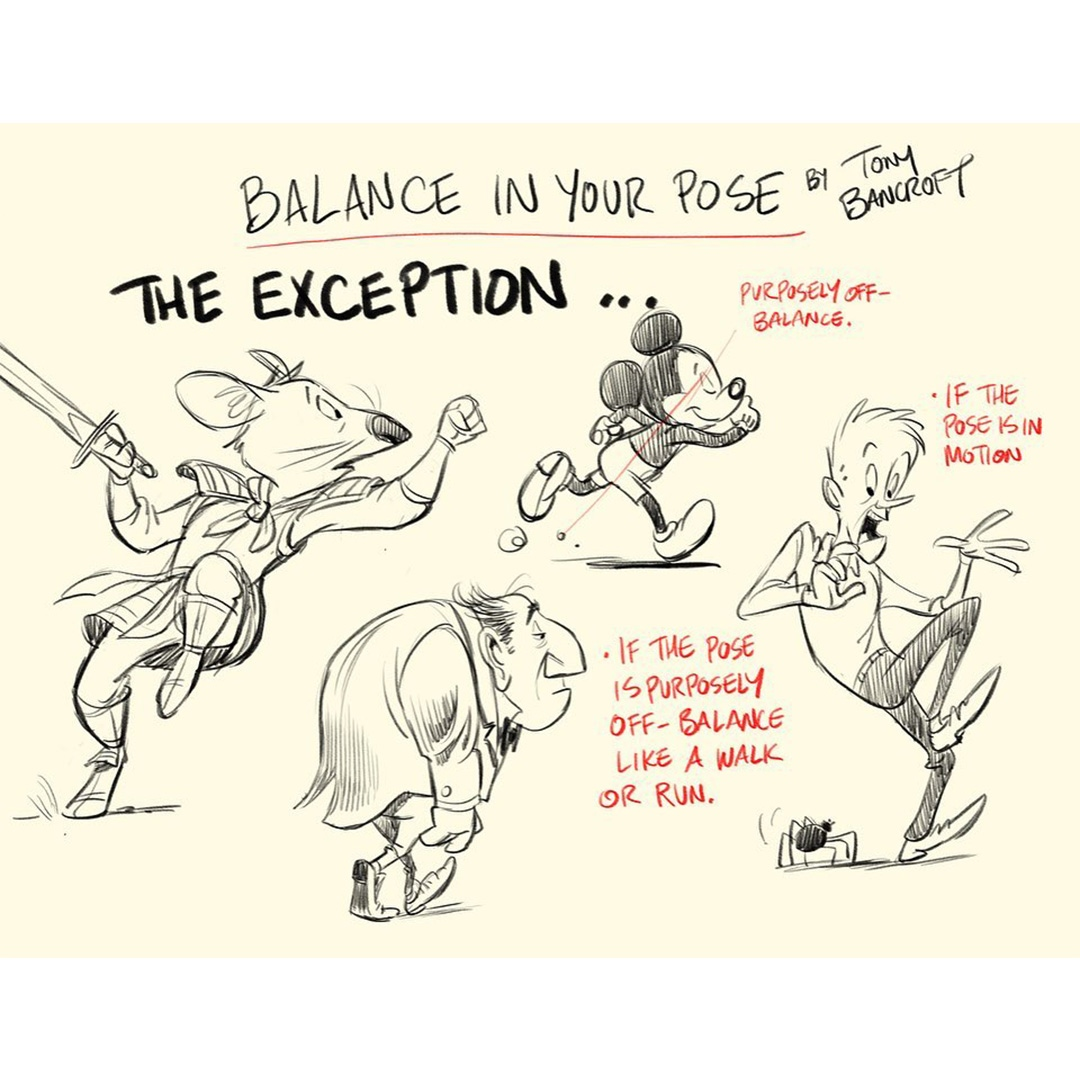 BALANCE IN YOUR POSE BY TONY BANCROFT
THE EXCEPTION ...
PURPOSELY OFF-
BALANCE.
• IF THE
POSE IS IN
MOTION
• IF THE POSE
IS PURPOSELY
OFF-BALANCE
LIKE A WALK
OR RUN.